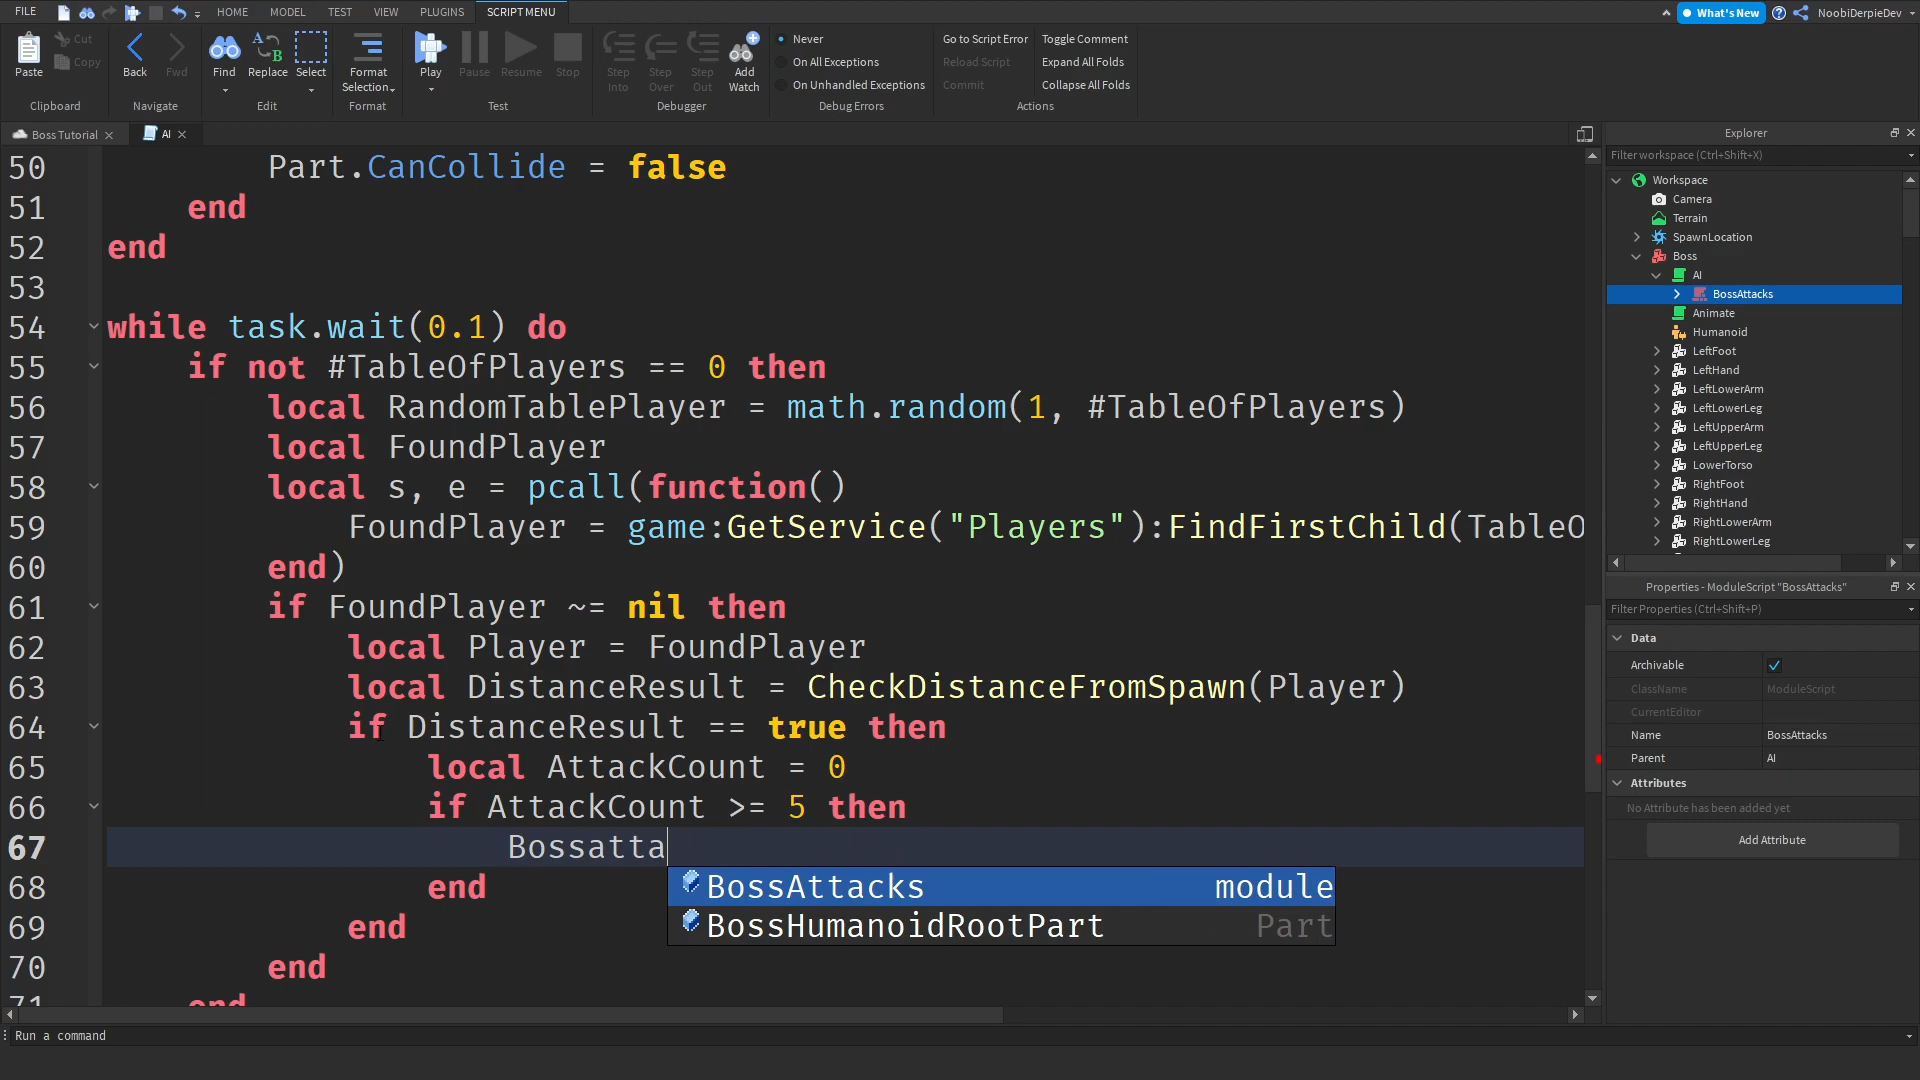 FILE HOME MODEL TEST VIEW PLUGINS SCRIPT MENU What's New NoobiDerpieDev
Paste Cut Copy Back Fwd Find Replace Select Format Selection Play Pause Resume Stop Step Into Step Over Step Out Add Watch
Never
On All Exceptions
On Unhandled Exceptions
Go to Script Error Toggle Comment
Reload Script Expand All Folds
Commit Collapse All Folds
Clipboard Navigate Edit Format Test Debugger Debug Errors Actions
Boss Tutorial AI
50 Part.CanCollide = false
51 end
52 end
53
54 while task.wait(0.1) do
55 if not #TableOfPlayers == 0 then
56 local RandomTablePlayer = math.random(1, #TableOfPlayers)
57 local FoundPlayer
58 local s, e = pcall(function()
59 FoundPlayer = game:GetService("Players"):FindFirstChild(TableO
60 end)
61 if FoundPlayer ~= nil then
62 local Player = FoundPlayer
63 local DistanceResult = CheckDistanceFromSpawn(Player)
64 if DistanceResult == true then
65 local AttackCount = 0
66 if AttackCount >= 5 then
67 Bossatta
68 end
69 end
70 end
71 end
BossAttacks module
BossHumanoidRootPart Part
Run a command
Explorer
Filter workspace (Ctrl+Shift+X)
Workspace
Camera
Terrain
SpawnLocation
Boss
AI
BossAttacks
Animate
Humanoid
LeftFoot
LeftHand
LeftLowerArm
LeftLowerLeg
LeftUpperArm
LeftUpperLeg
LowerTorso
RightFoot
RightHand
RightLowerArm
RightLowerLeg
Properties - ModuleScript "BossAttacks"
Filter Properties (Ctrl+Shift+P)
Data
Archivable
ClassName ModuleScript
CurrentEditor
Name BossAttacks
Parent AI
Attributes
No Attribute has been added yet
Add Attribute